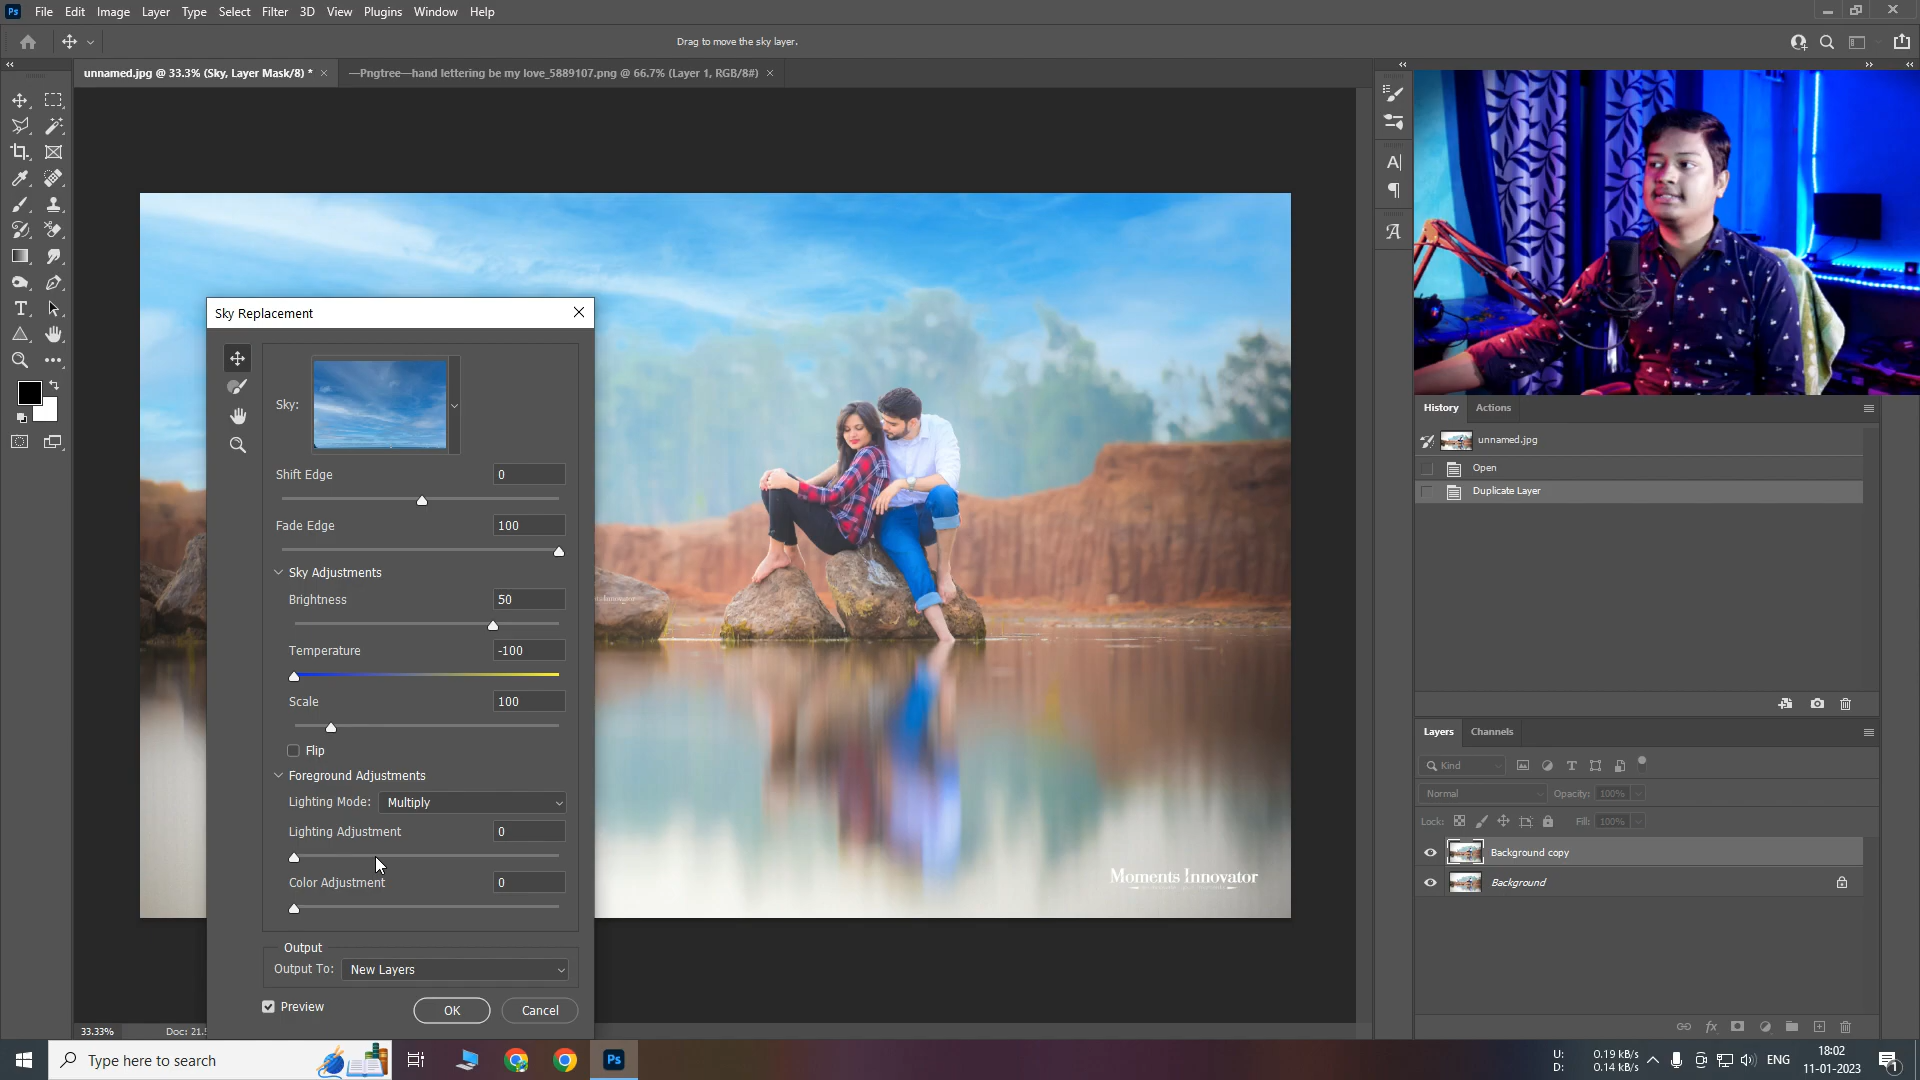 Ps File Edit Image Layer Type Select Filter 3D View Plugins Window Help
Drag to move the sky layer.
unnamed.jpg @ 33.3% (Sky, Layer Mask/8) * ×
—Pngtree—hand lettering be my love_5889107.png @ 66.7% (Layer 1, RGB/8#) ×
Sky Replacement
Sky:
Shift Edge 0
Fade Edge 100
Sky Adjustments
Brightness 50
Temperature -100
Scale 100
Flip
Foreground Adjustments
Lighting Mode: Multiply
Lighting Adjustment 0
Color Adjustment 0
Output
Output To: New Layers
Preview OK Cancel
Moments Innovator
33.33% Doc: 21.
History Actions
unnamed.jpg
Open
Duplicate Layer
Layers Channels
Kind
Normal Opacity: 100%
Lock: Fill: 100%
Background copy
Background
Type here to search
Ps
U: 0.19 kB/s
D: 0.14 kB/s
ENG
18:02
11-01-2023
1